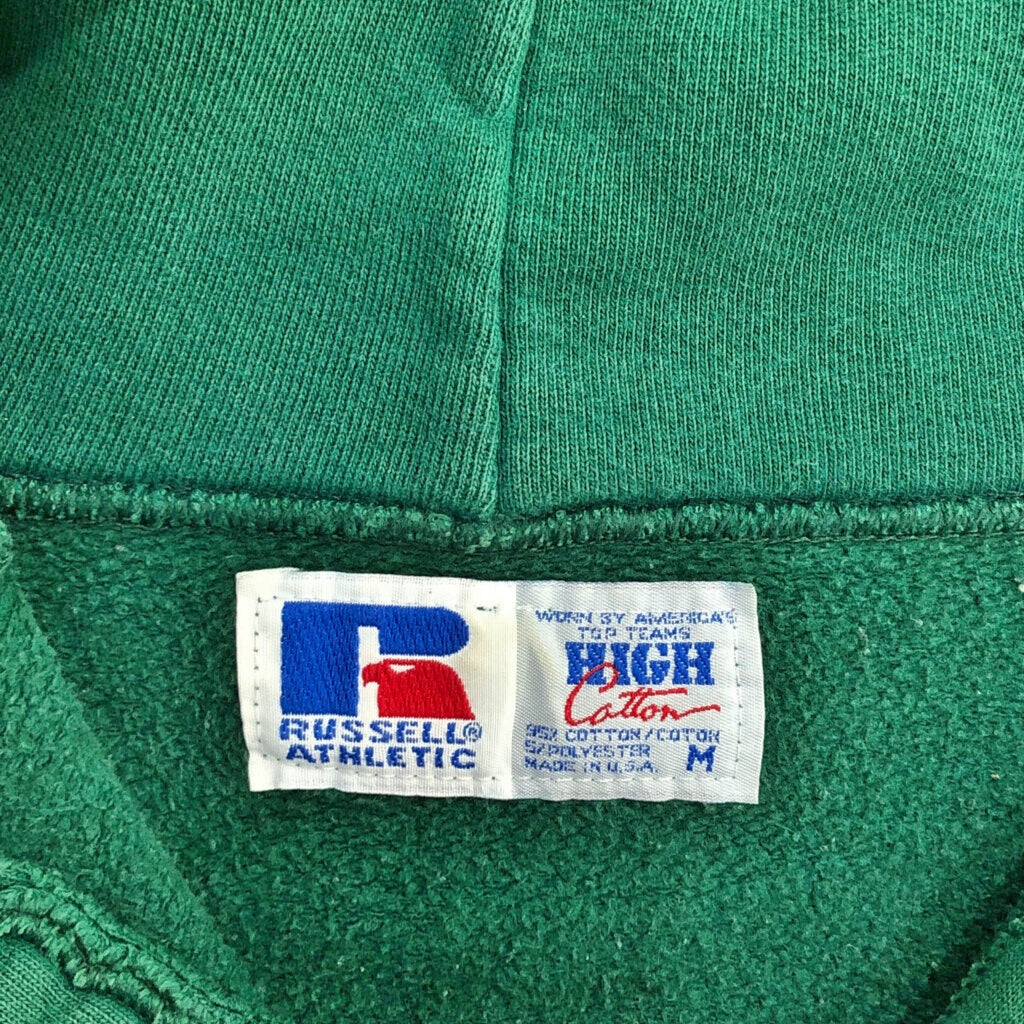 RUSSELL®
ATHLETIC
WORN BY AMERICA'S
TOP TEAMS
HIGH
Cotton
95% COTTON/COTON
5/POLYESTER
MADE IN U.S.A. M